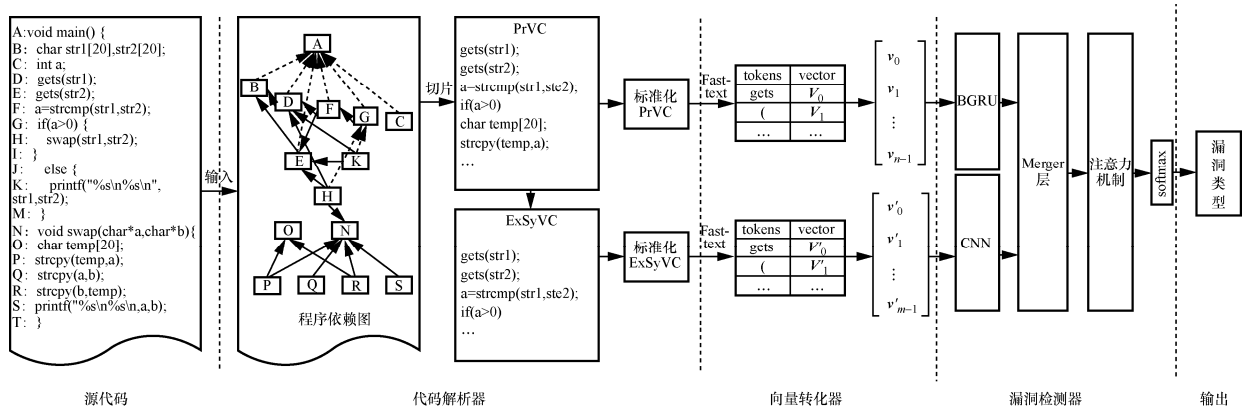 A:void main() {
B: char str1[20],str2[20];
C: int a;
D: gets(str1);
E: gets(str2);
F: a=strcmp(str1,str2);
G: if(a>0) {
H: swap(str1,str2);
I: }
J: else {
K: printf("%s\n%s\n",
str1,str2);
M: }
N: void swap(char*a,char*b){
O: char temp[20];
P: strcpy(temp,a);
Q: strcpy(a,b);
R: strcpy(b,temp);
S: printf("%s\n%s\n,a,b);
T: }
源代码
输入
A
B
D
F
G
C
E
K
H
O
N
P
Q
R
S
程序依赖图
切片
PrVC
gets(str1);
gets(str2);
a=strcmp(str1,ste2);
if(a>0)
char temp[20];
strcpy(temp,a);
…
ExSyVC
gets(str1);
gets(str2);
a=strcmp(str1,ste2);
if(a>0)
…
标准化
PrVC
标准化
ExSyVC
代码解析器
Fast-
text
tokens vector
gets V0
( V1
… …
v0
v1
⋮
vn−1
Fast-
text
tokens vector
gets V′0
( V′1
… …
v′0
v′1
⋮
v′m−1
向量转化器
BGRU
CNN
Merger
层
注意力
机制
softmax
漏洞检测器
漏洞类型
输出